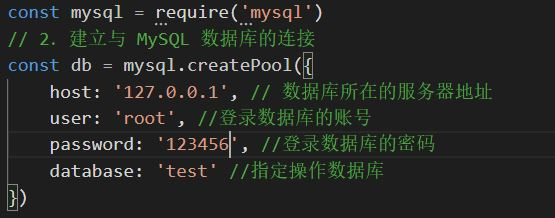 const mysql = require('mysql')
// 2. 建立与 MySQL 数据库的连接
const db = mysql.createPool({
    host: '127.0.0.1', // 数据库所在的服务器地址
    user: 'root', //登录数据库的账号
    password: '123456', //登录数据库的密码
    database: 'test' //指定操作数据库
})